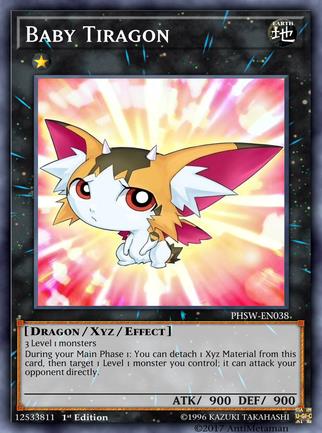 BABY TIRAGON
EARTH
地
PHSW-EN038
[DRAGON / XYZ / EFFECT]
3 Level 1 monsters
During your Main Phase 1: You can detach 1 Xyz Material from this
card, then target 1 Level 1 monster you control; it can attack your
opponent directly.
ATK/ 900 DEF/ 900
12533811 1st Edition ©1996 KAZUKI TAKAHASHI
©2017 AntiMetaman